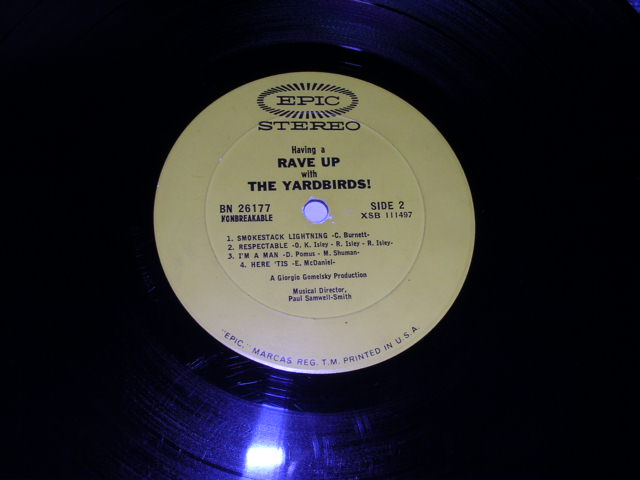 EPIC
STEREO
Having a
RAVE UP
with
THE YARDBIRDS!
BN 26177
NONBREAKABLE
SIDE 2
XSB 111497
1. SMOKESTACK LIGHTNING -C. Burnett-
2. RESPECTABLE -O. K. Isley - R. Isley - R. Isley-
3. I'M A MAN -D. Pomus - M. Shuman-
4. HERE 'TIS -E. McDaniel-
A Giorgio Gomelsky Production
Musical Director,
Paul Samwell-Smith
"EPIC," MARCAS REG. T.M. PRINTED IN U.S.A.